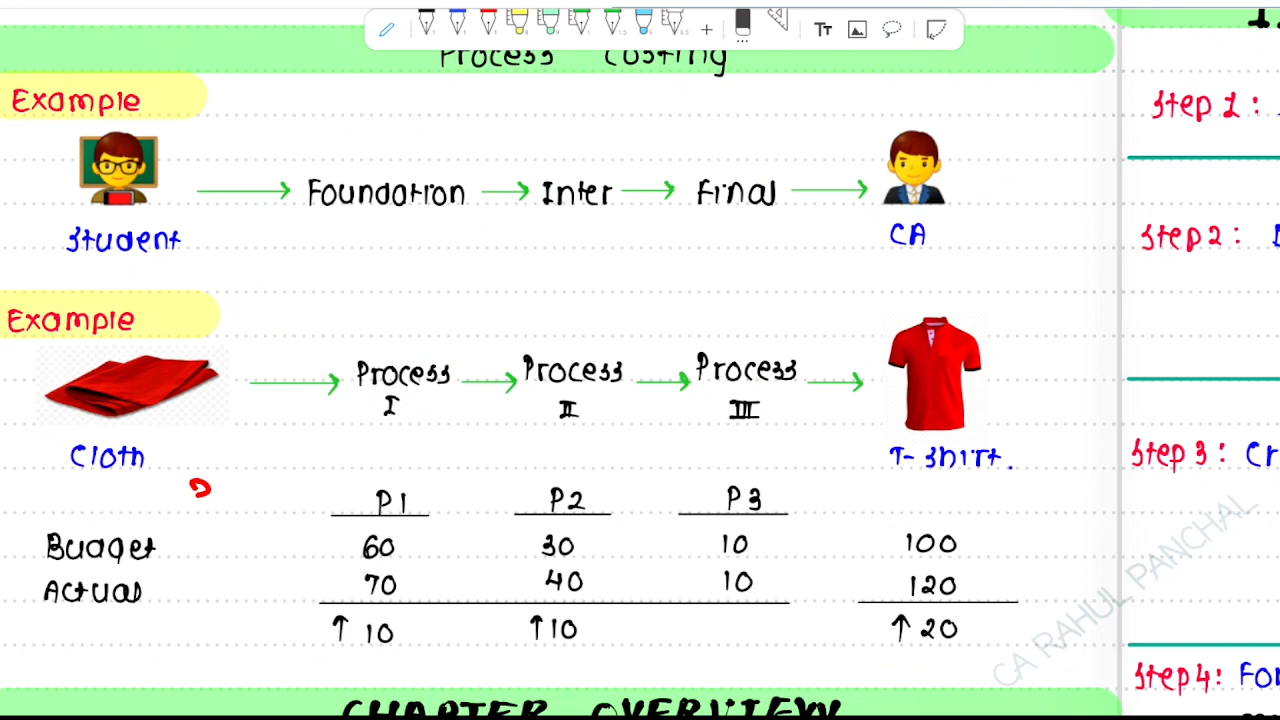 Process Costing
Example
Student → Foundation → Inter → Final → CA
Example
Cloth → Process I → Process II → Process III → T-Shirt.
P1 P2 P3
Budget 60 30 10 100
Actual 70 40 10 120
↑ 10 ↑ 10 ↑ 20
CHAPTER OVERVIEW
Step 1 :
Step 2 :
Step 3 : Cr
Step 4 : For
CA RAHUL PANCHAL